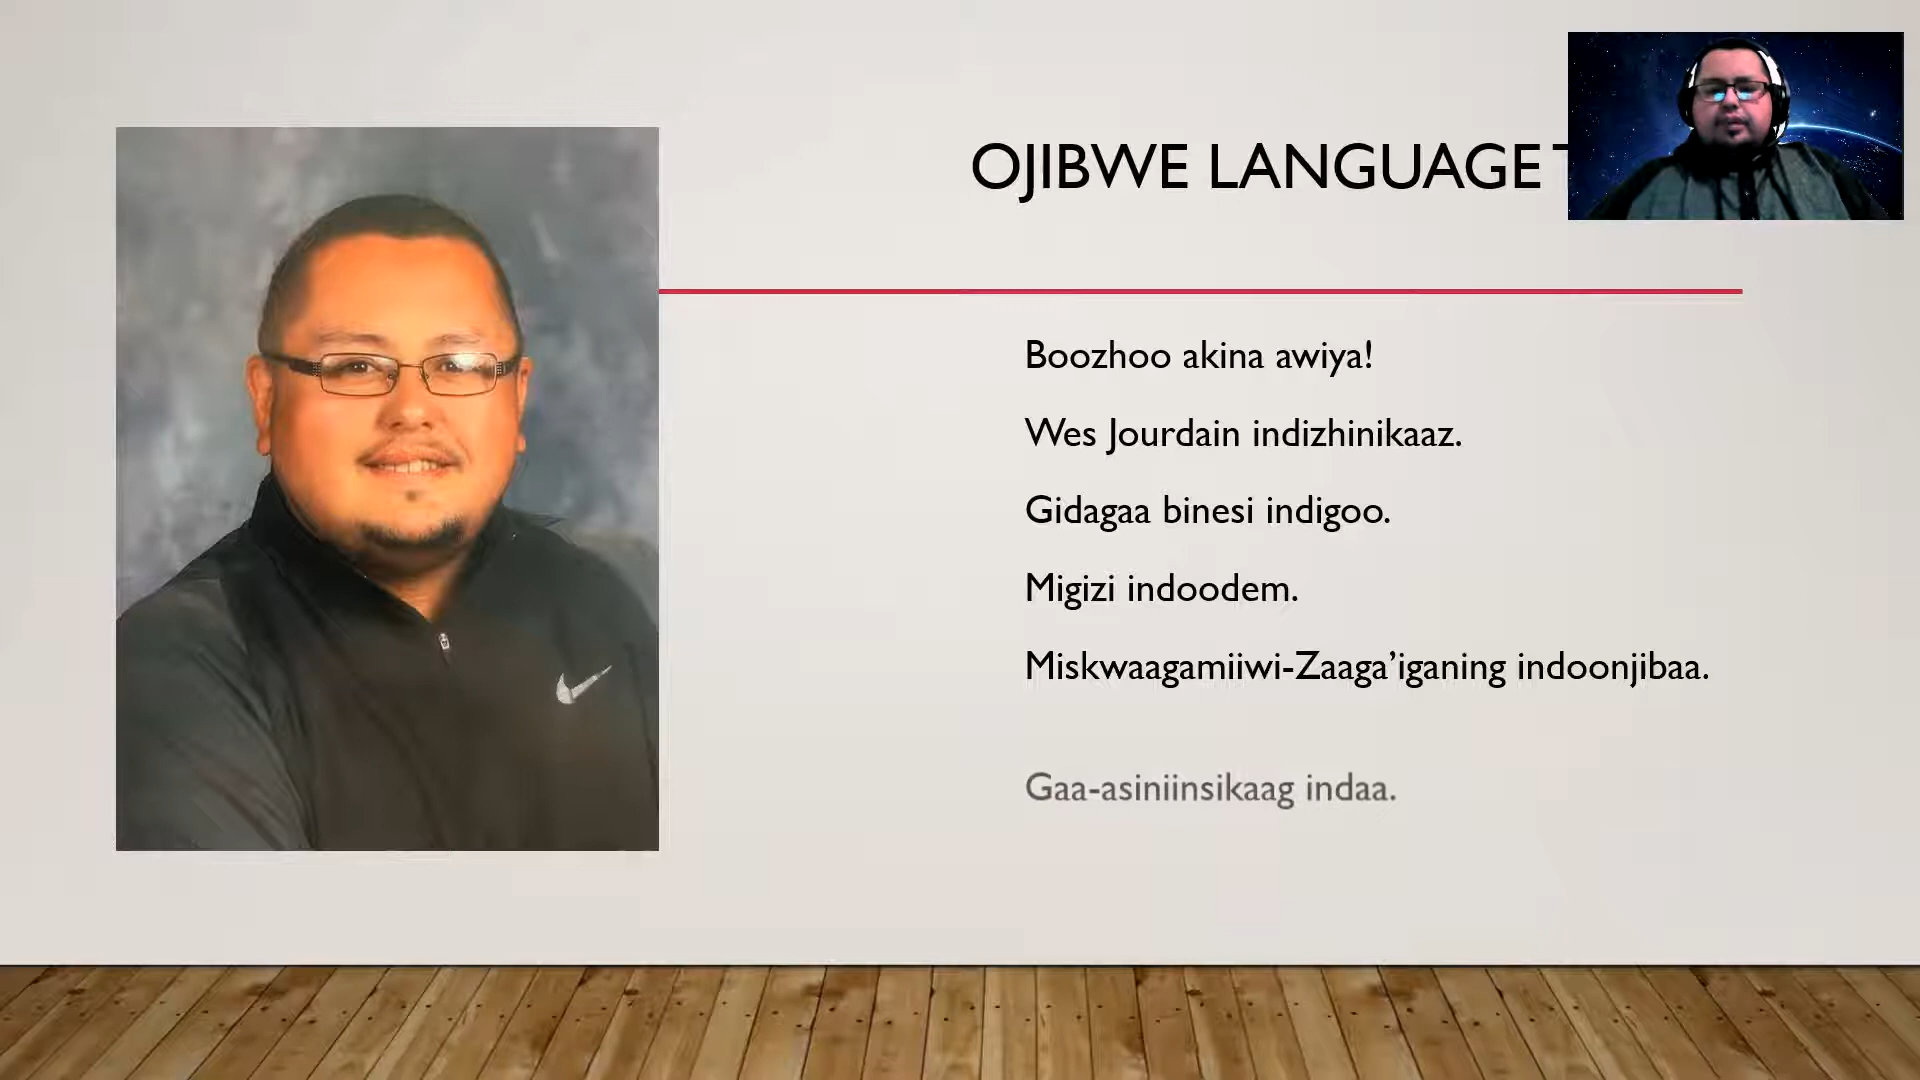 OJIBWE LANGUAGE
Boozhoo akina awiya!
Wes Jourdain indizhinikaaz.
Gidagaa binesi indigoo.
Migizi indoodem.
Miskwaagamiiwi-Zaaga’iganing indoonjibaa.
Gaa-asiniinsikaag indaa.